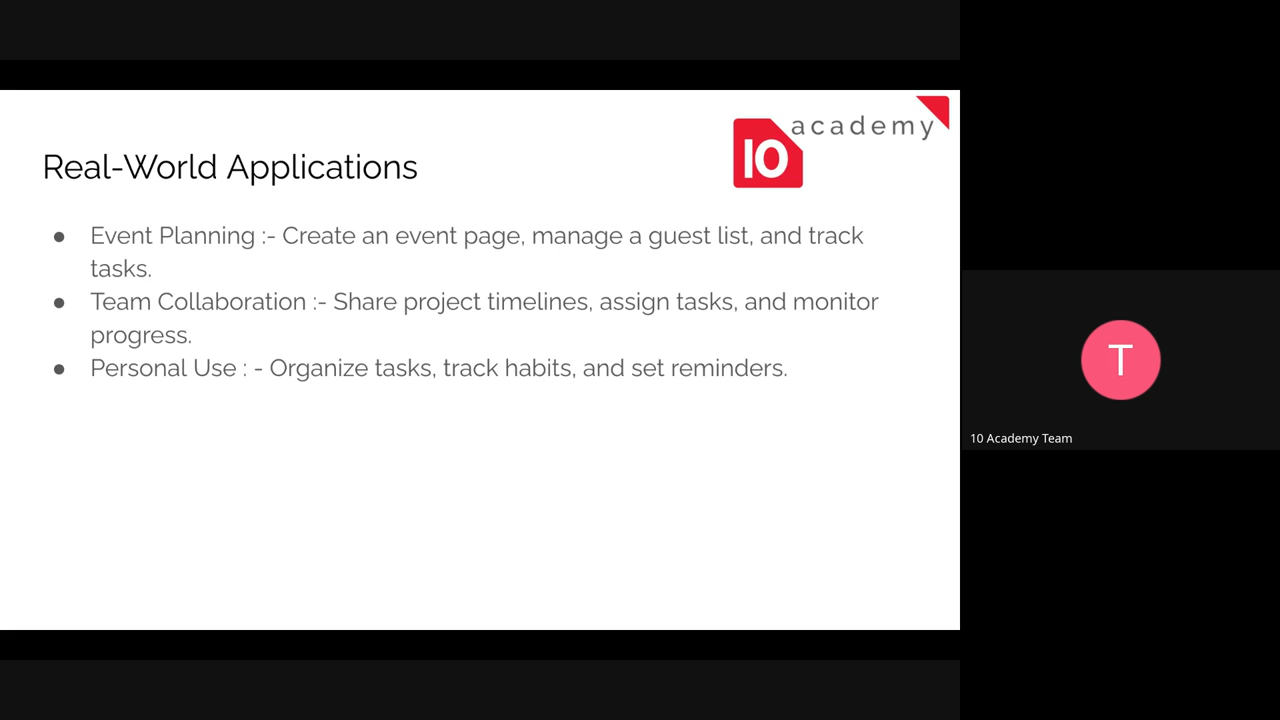 10 academy
Real-World Applications
● Event Planning :- Create an event page, manage a guest list, and track
tasks.
● Team Collaboration :- Share project timelines, assign tasks, and monitor
progress.
● Personal Use : - Organize tasks, track habits, and set reminders.
T
10 Academy Team